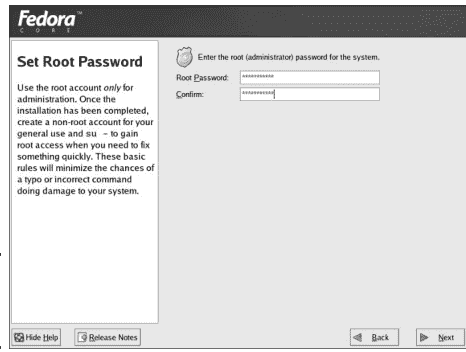 Fedora™
CORE
Set Root Password
Use the root account only for
administration. Once the
installation has been completed,
create a non-root account for your
general use and su - to gain
root access when you need to fix
something quickly. These basic
rules will minimize the chances of
a typo or incorrect command
doing damage to your system.
Enter the root (administrator) password for the system.
Root Password: ***********
Confirm: ***********
Hide Help
Release Notes
Back
Next